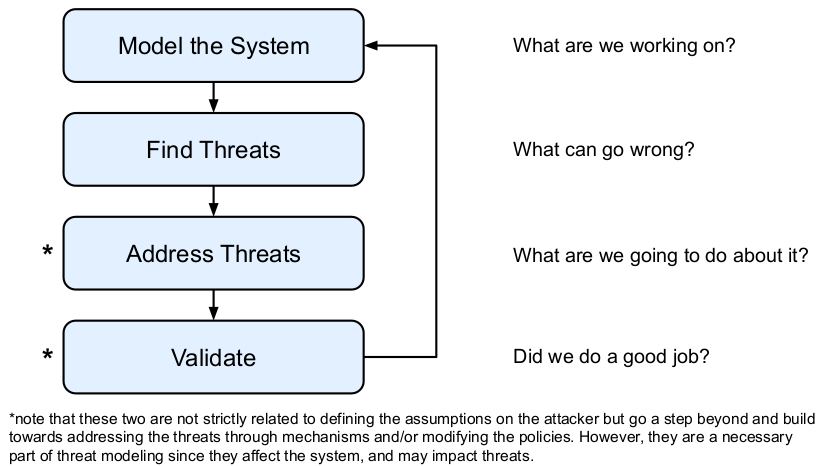 Model the System
What are we working on?
Find Threats
What can go wrong?
* Address Threats
What are we going to do about it?
* Validate
Did we do a good job?
*note that these two are not strictly related to defining the assumptions on the attacker but go a step beyond and build
towards addressing the threats through mechanisms and/or modifying the policies. However, they are a necessary
part of threat modeling since they affect the system, and may impact threats.